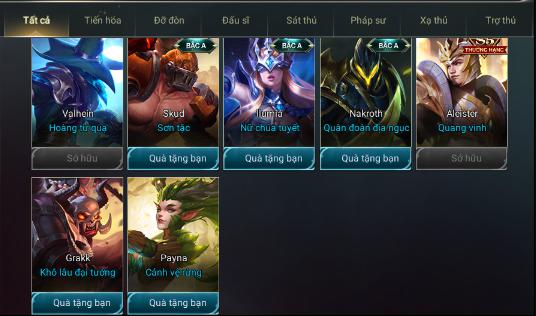 Tất cả Tiến hóa Đỡ đòn Đấu sĩ Sát thủ Pháp sư Xạ thủ Trợ thủ
BẬC A BẬC A BẬC A THƯỢNG HẠNG
Valhein Skud Ilumia Nakroth Aleister
Hoàng tử quạ Sơn tặc Nữ chúa tuyết Quân đoàn địa ngục Quang vinh
Sở hữu Quà tặng bạn Quà tặng bạn Quà tặng bạn Sở hữu
Grakk Payna
Khô lâu đại tướng Cảnh vệ rừng
Quà tặng bạn Quà tặng bạn